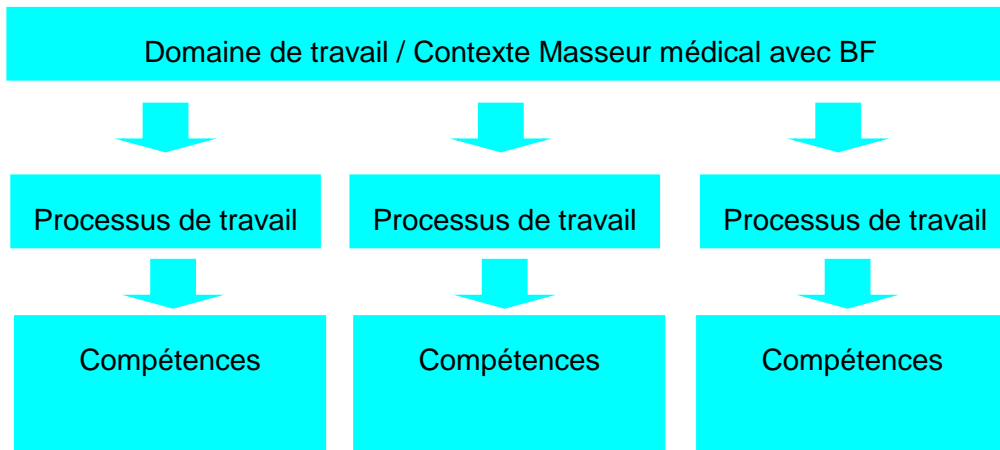 Domaine de travail / Contexte Masseur médical avec BF
Processus de travail
Processus de travail
Processus de travail
Compétences
Compétences
Compétences